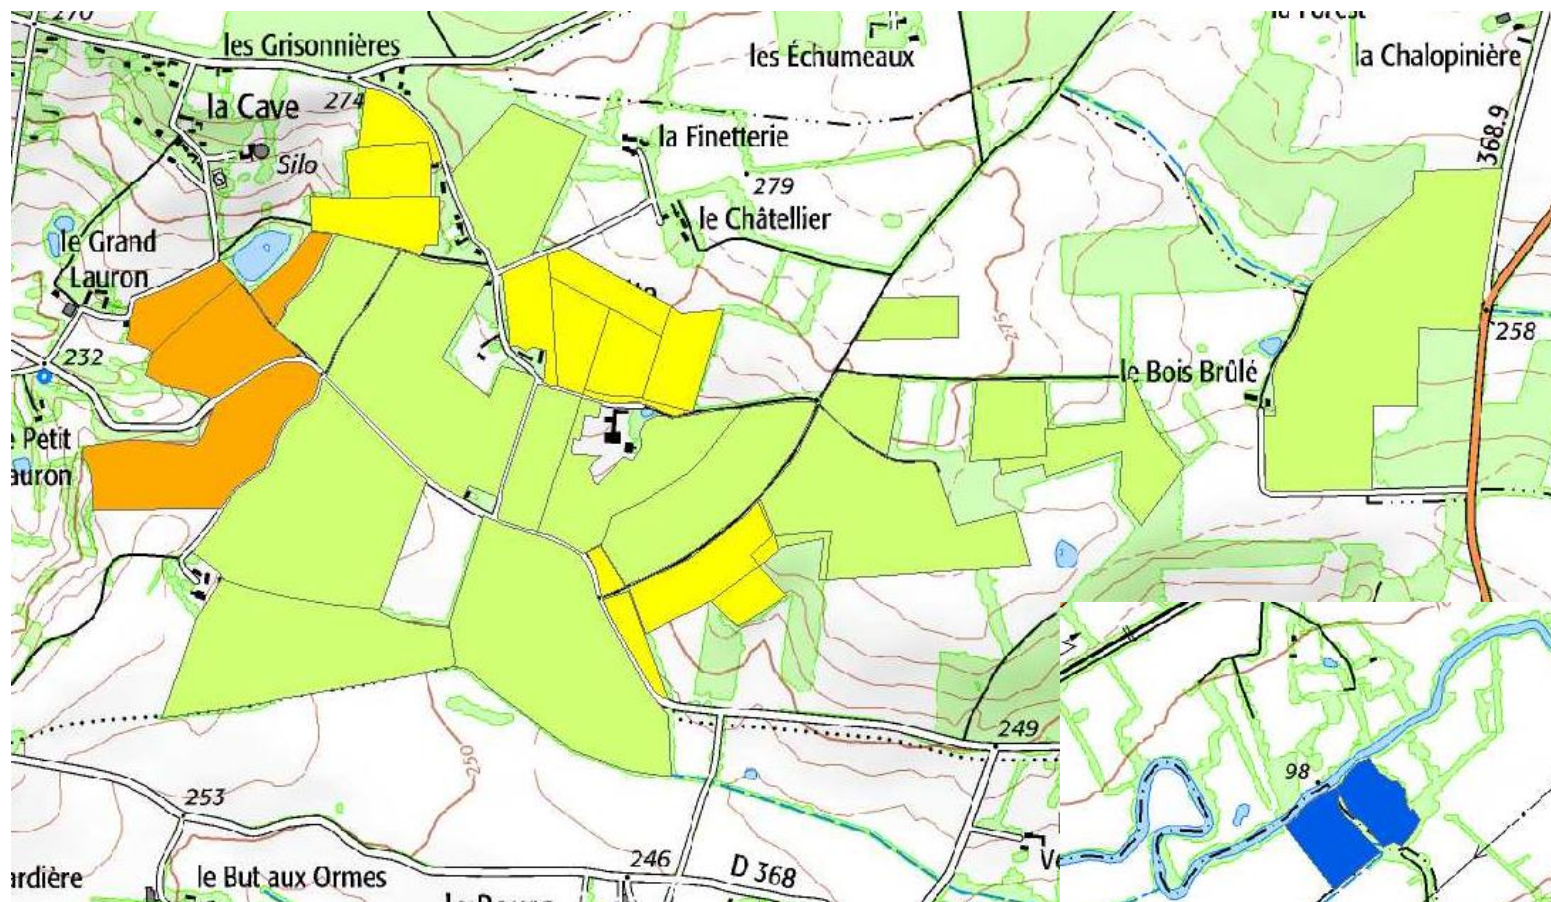 270
les Grisonnières
les Échumeaux
la Chalopinière
la Cave
274
Silo
la Finetterie
368.9
279
le Châtellier
le Grand
Lauron
275
258
232
le Bois Brûlé
Petit
auron
249
250
253
98
246
D 368
ardière
le But aux Ormes